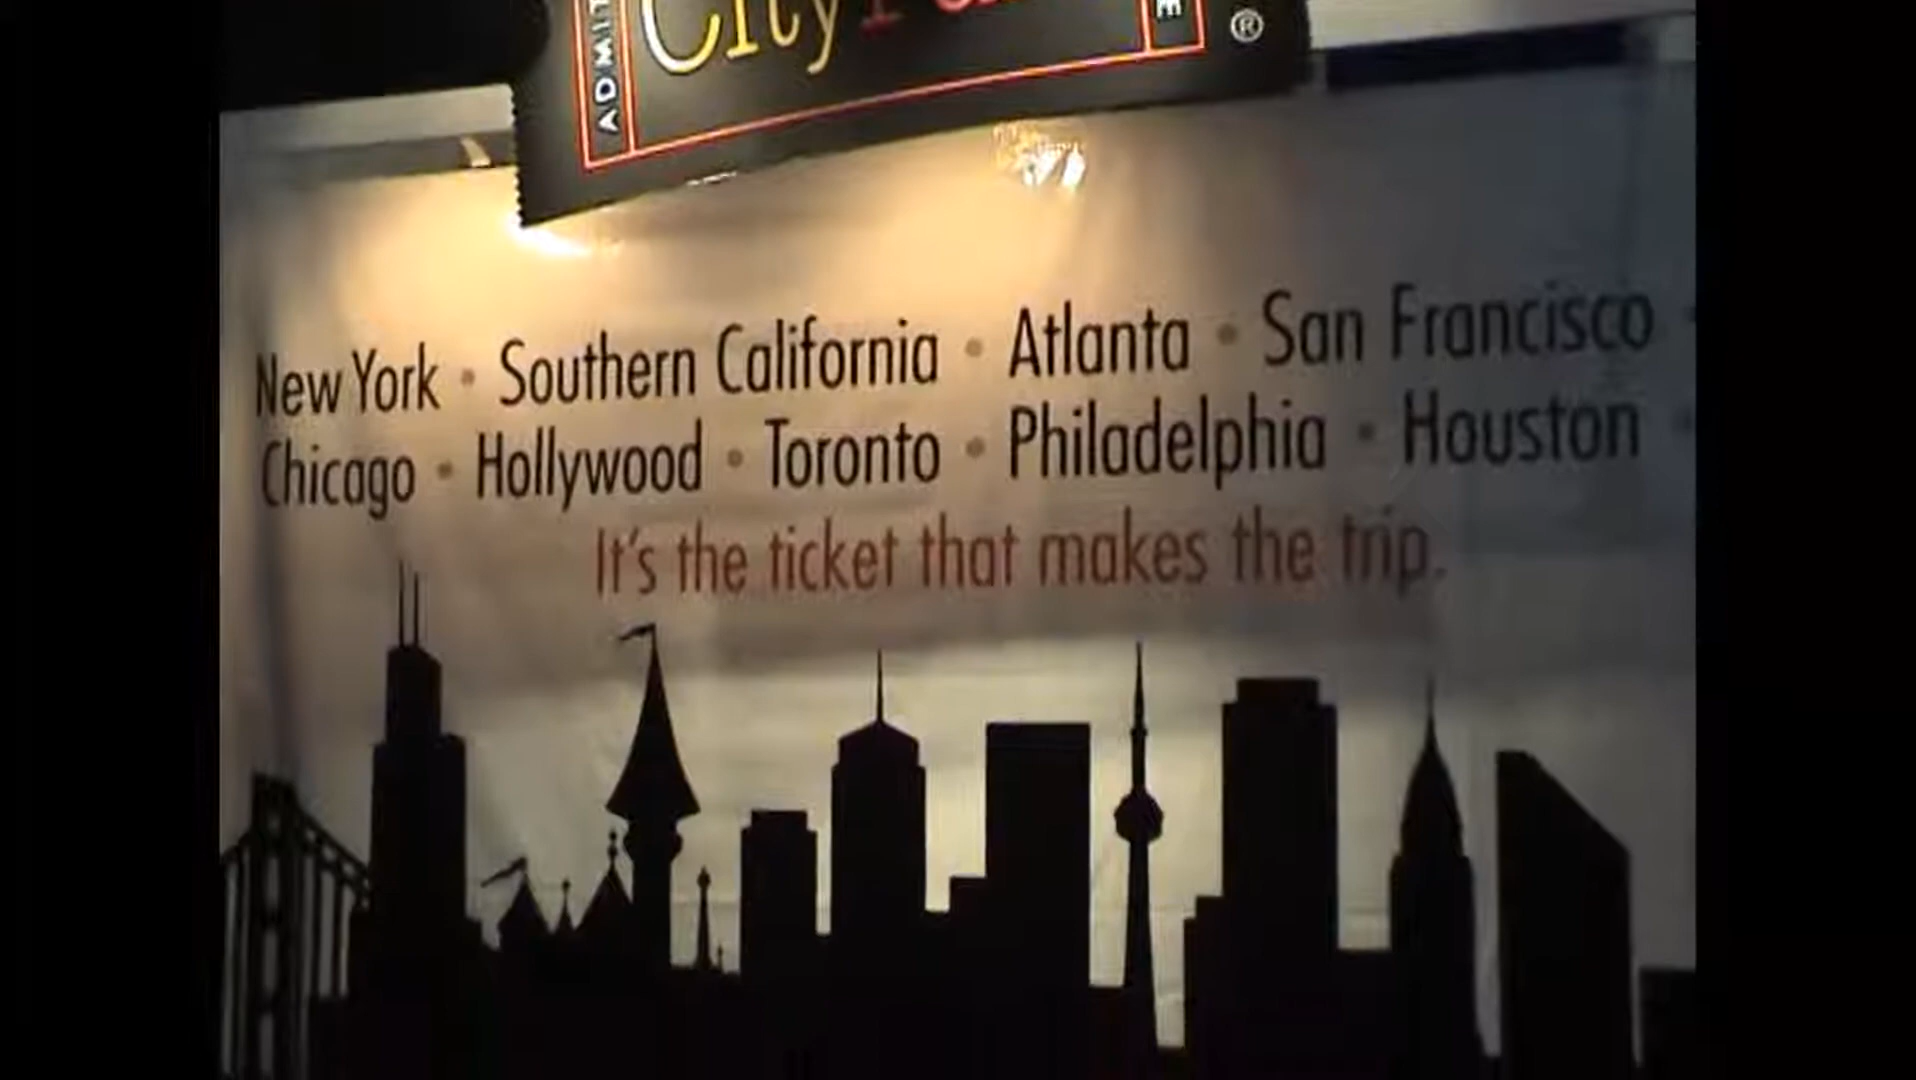 ADMIT
City
E
®
New York • Southern California • Atlanta • San Francisco •
Chicago • Hollywood • Toronto • Philadelphia • Houston •
It's the ticket that makes the trip.